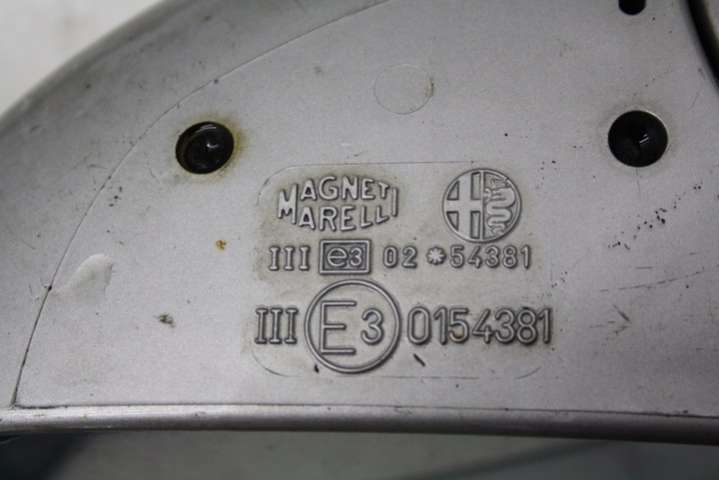 MAGNETI
MARELLI
III e3 02 *54381
III E3 0154381